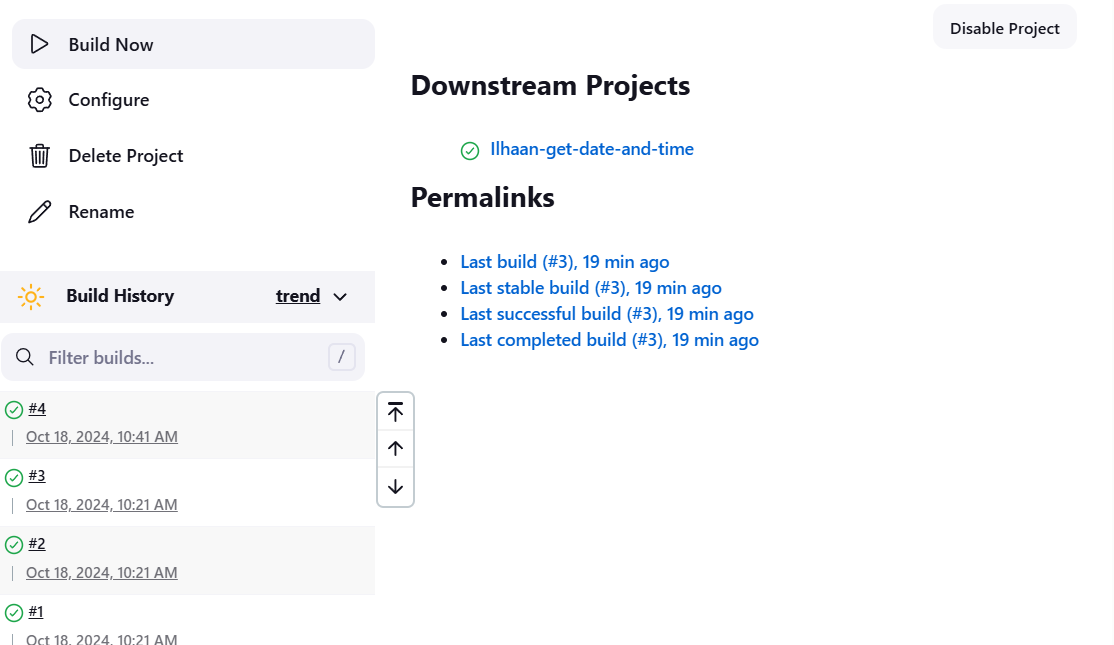 Build Now
Configure
Delete Project
Rename
Build History trend
Filter builds... /
#4
Oct 18, 2024, 10:41 AM
#3
Oct 18, 2024, 10:21 AM
#2
Oct 18, 2024, 10:21 AM
#1
Oct 18, 2024, 10:21 AM
Disable Project
Downstream Projects
Ilhaan-get-date-and-time
Permalinks
Last build (#3), 19 min ago
Last stable build (#3), 19 min ago
Last successful build (#3), 19 min ago
Last completed build (#3), 19 min ago